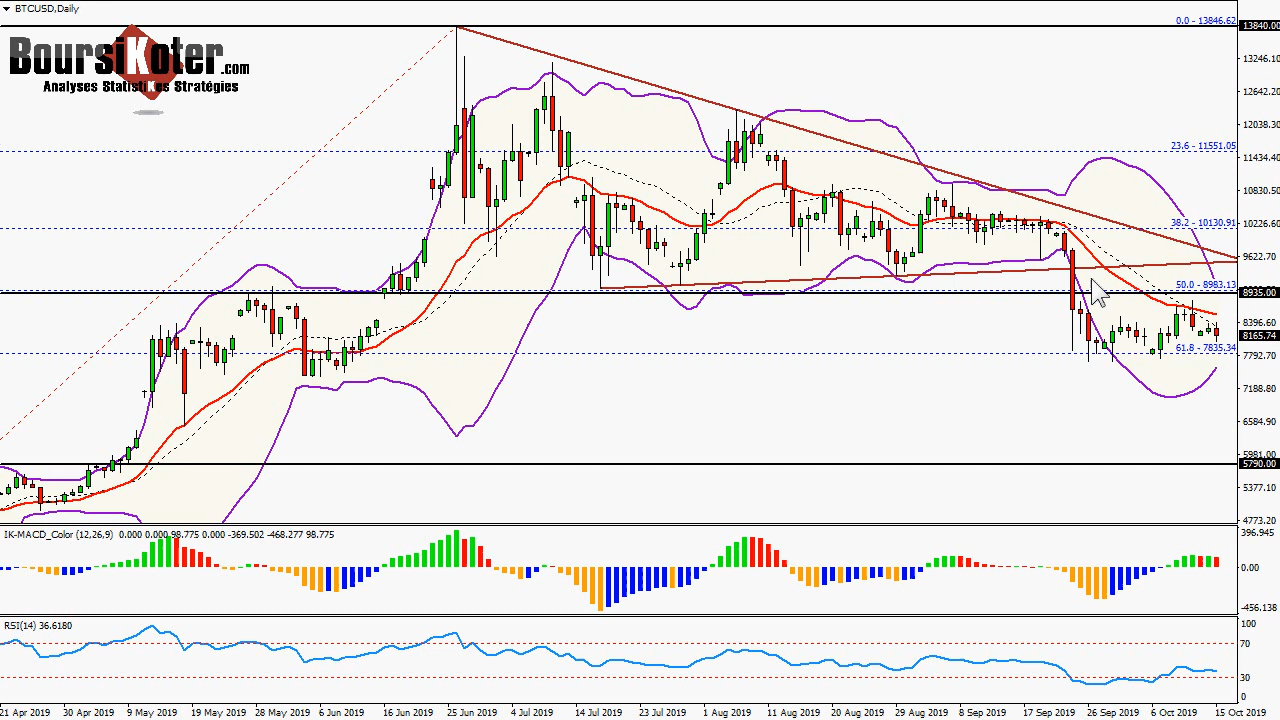 BTCUSD,Daily
BoursiKoter.com
Analyses StatistiKes Stratégies
0.0 - 13846.62
23.6 - 11551.05
38.2 - 10130.91
50.0 - 8983.13
61.8 - 7835.34
13840.00
13246.10
12642.20
12038.30
11434.40
10830.50
10226.60
9622.70
8935.00
8396.60
8165.74
7792.70
7188.80
6584.90
5981.00
5790.00
5377.10
4773.20
IK-MACD_Color (12,26,9) 0.000 0.000 98.775 0.000 -369.502 -468.277 98.775
396.945
0.00
-456.138
RSI(14) 36.6180
100
70
30
0
21 Apr 2019 30 Apr 2019 9 May 2019 19 May 2019 28 May 2019 6 Jun 2019 16 Jun 2019 25 Jun 2019 4 Jul 2019 14 Jul 2019 23 Jul 2019 1 Aug 2019 11 Aug 2019 20 Aug 2019 29 Aug 2019 8 Sep 2019 17 Sep 2019 26 Sep 2019 6 Oct 2019 15 Oct 2019